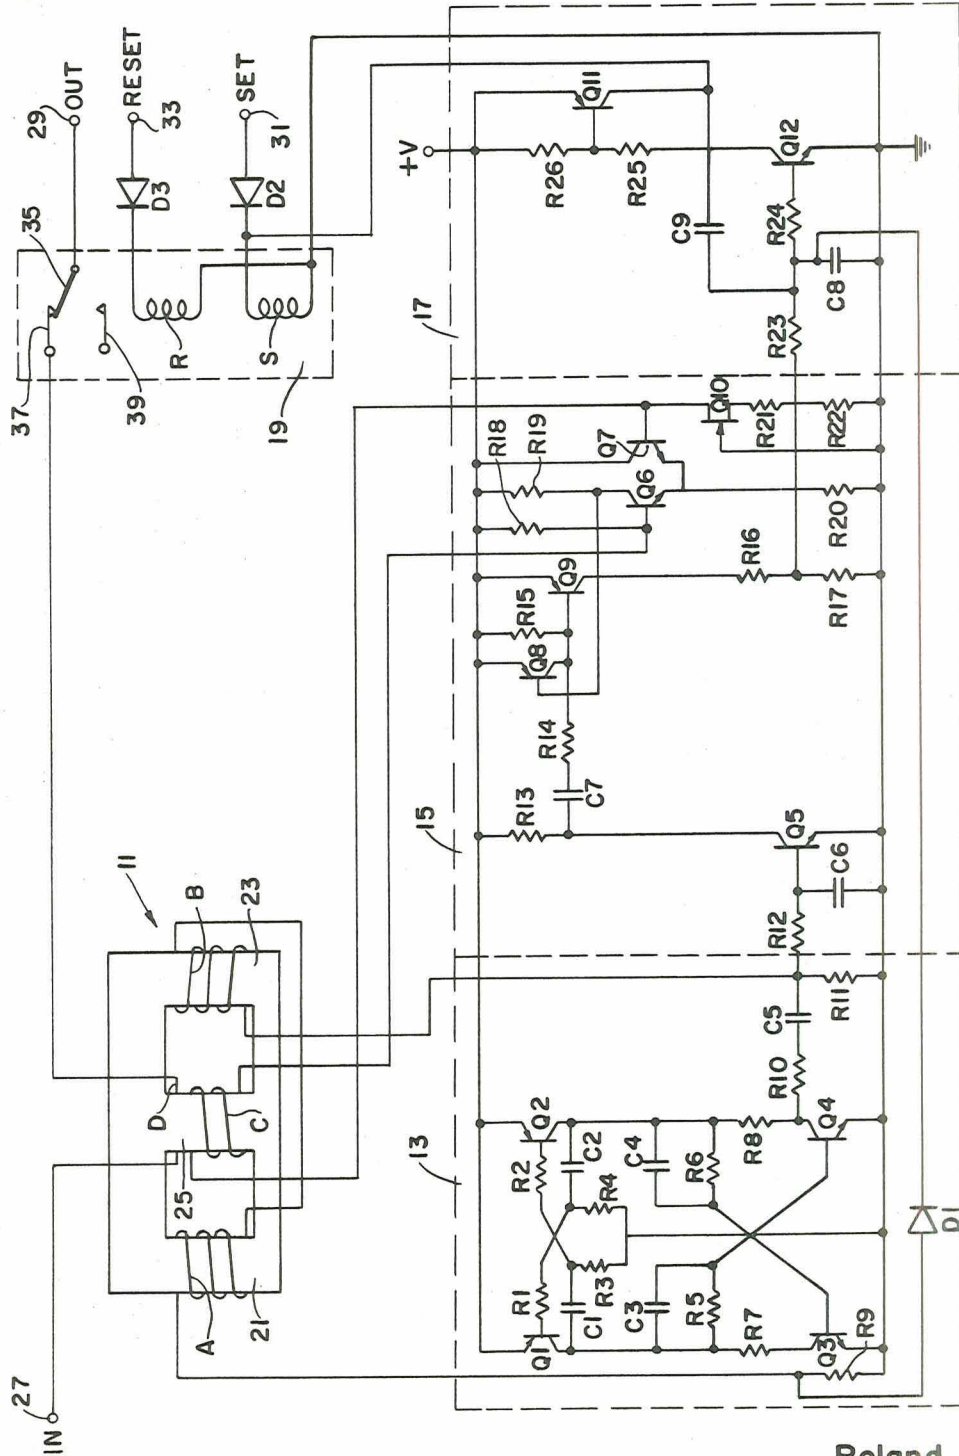 IN
27
OUT
29
RESET
33
SET
31
35
37
39
D3
D2
R
S
19
11
A
B
C
D
21
23
25
13
15
17
+V
Q1
Q2
R1
R2
C1
C2
R3
R4
C3
C4
R5
R6
R7
R8
Q3
Q4
R9
R10
C5
R11
D1
R12
C6
Q5
R13
C7
R14
Q8
R15
Q9
R16
R17
R18
R19
Q6
Q7
R20
Q10
R21
R22
R23
C8
R24
C9
Q12
R25
R26
Q11
Roland